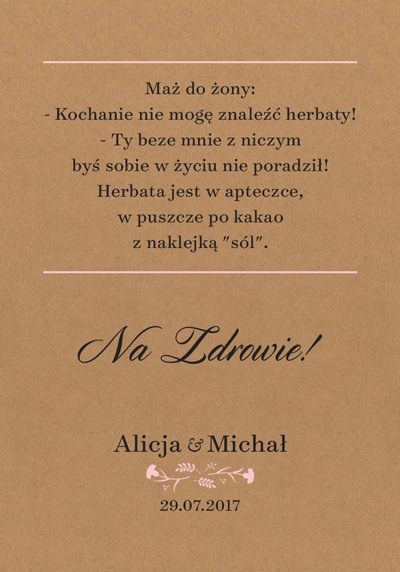 Maż do żony:
- Kochanie nie mogę znaleźć herbaty!
- Ty beze mnie z niczym
byś sobie w życiu nie poradził!
Herbata jest w apteczce,
w puszcze po kakao
z naklejką "sól".
Na Zdrowie!
Alicja & Michał
29.07.2017